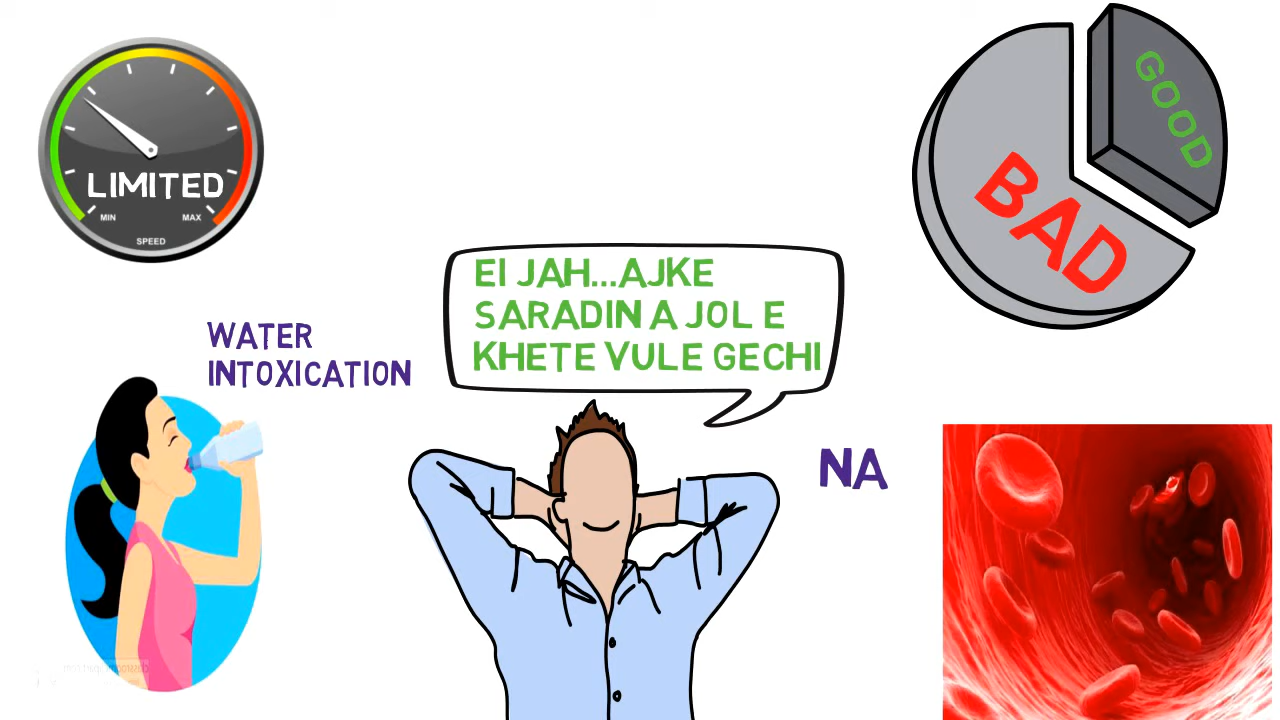 LIMITED
MIN
MAX
SPEED
GOOD
BAD
EI JAH...AJKE
SARADIN A JOL E
KHETE VULE GECHI
WATER
INTOXICATION
NA